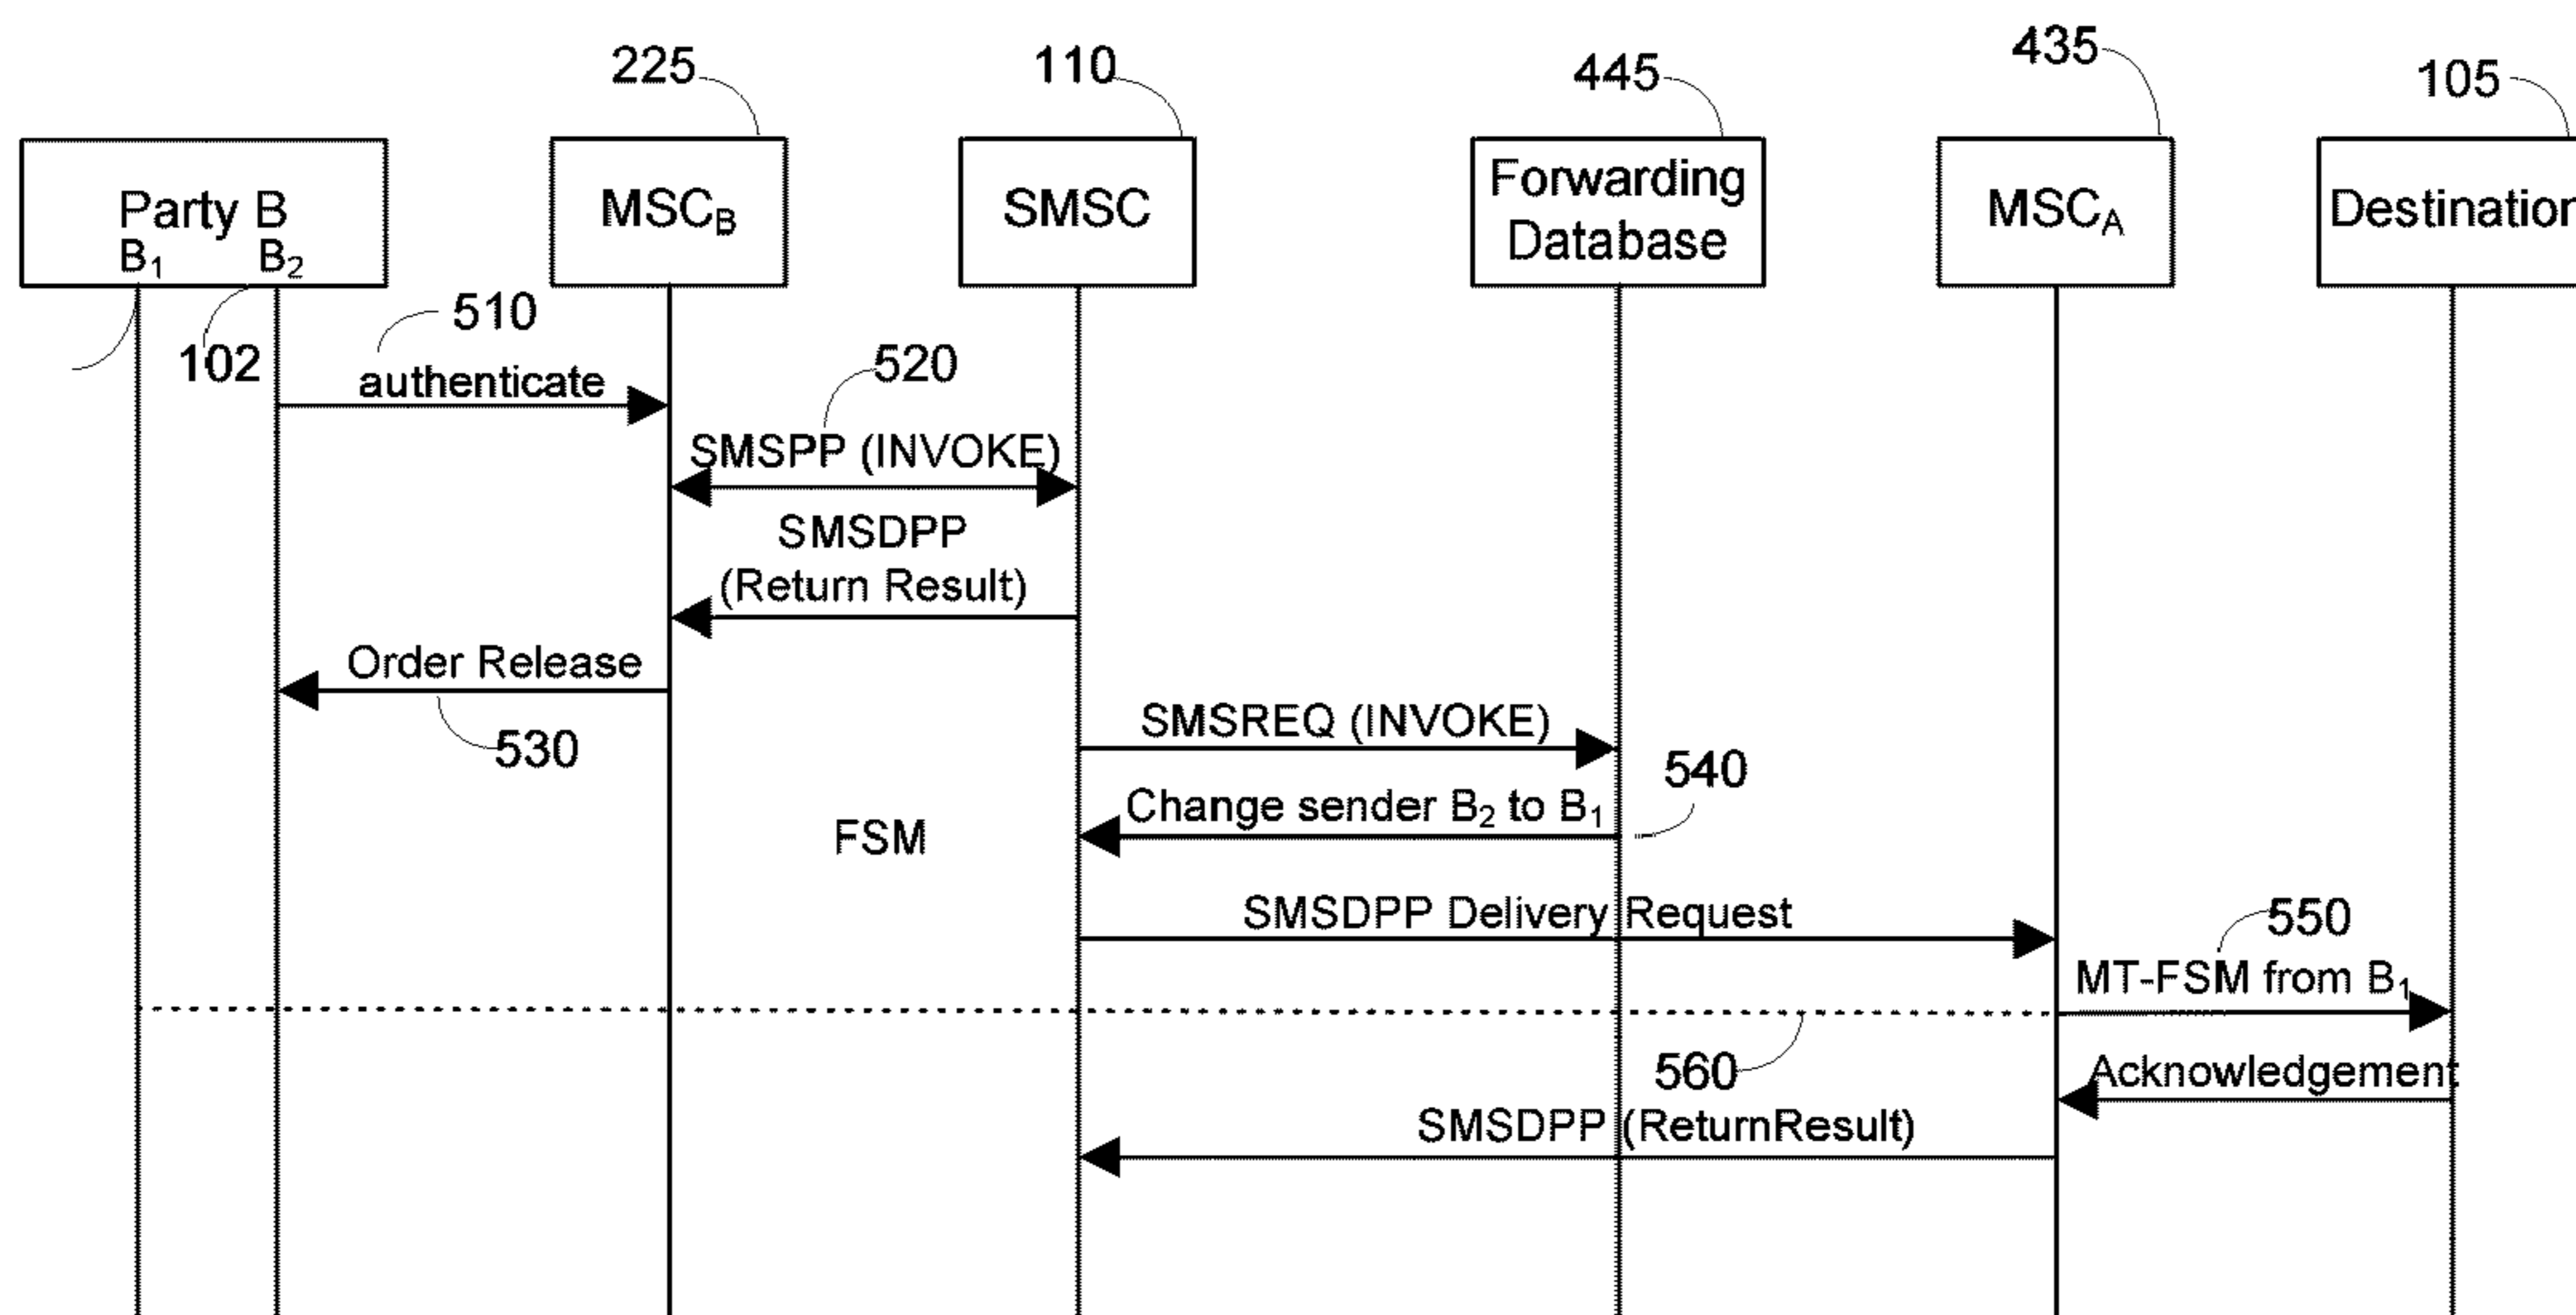 225
110
445
435
105
Party B
B₁ B₂
MSC_B
SMSC
Forwarding
Database
MSC_A
Destination
102
510
authenticate
520
SMSPP (INVOKE)
SMSDPP
(Return Result)
Order Release
530
SMSREQ (INVOKE)
540
Change sender B₂ to B₁
FSM
SMSDPP Delivery Request
550
MT-FSM from B₁
560
Acknowledgement
SMSDPP (ReturnResult)